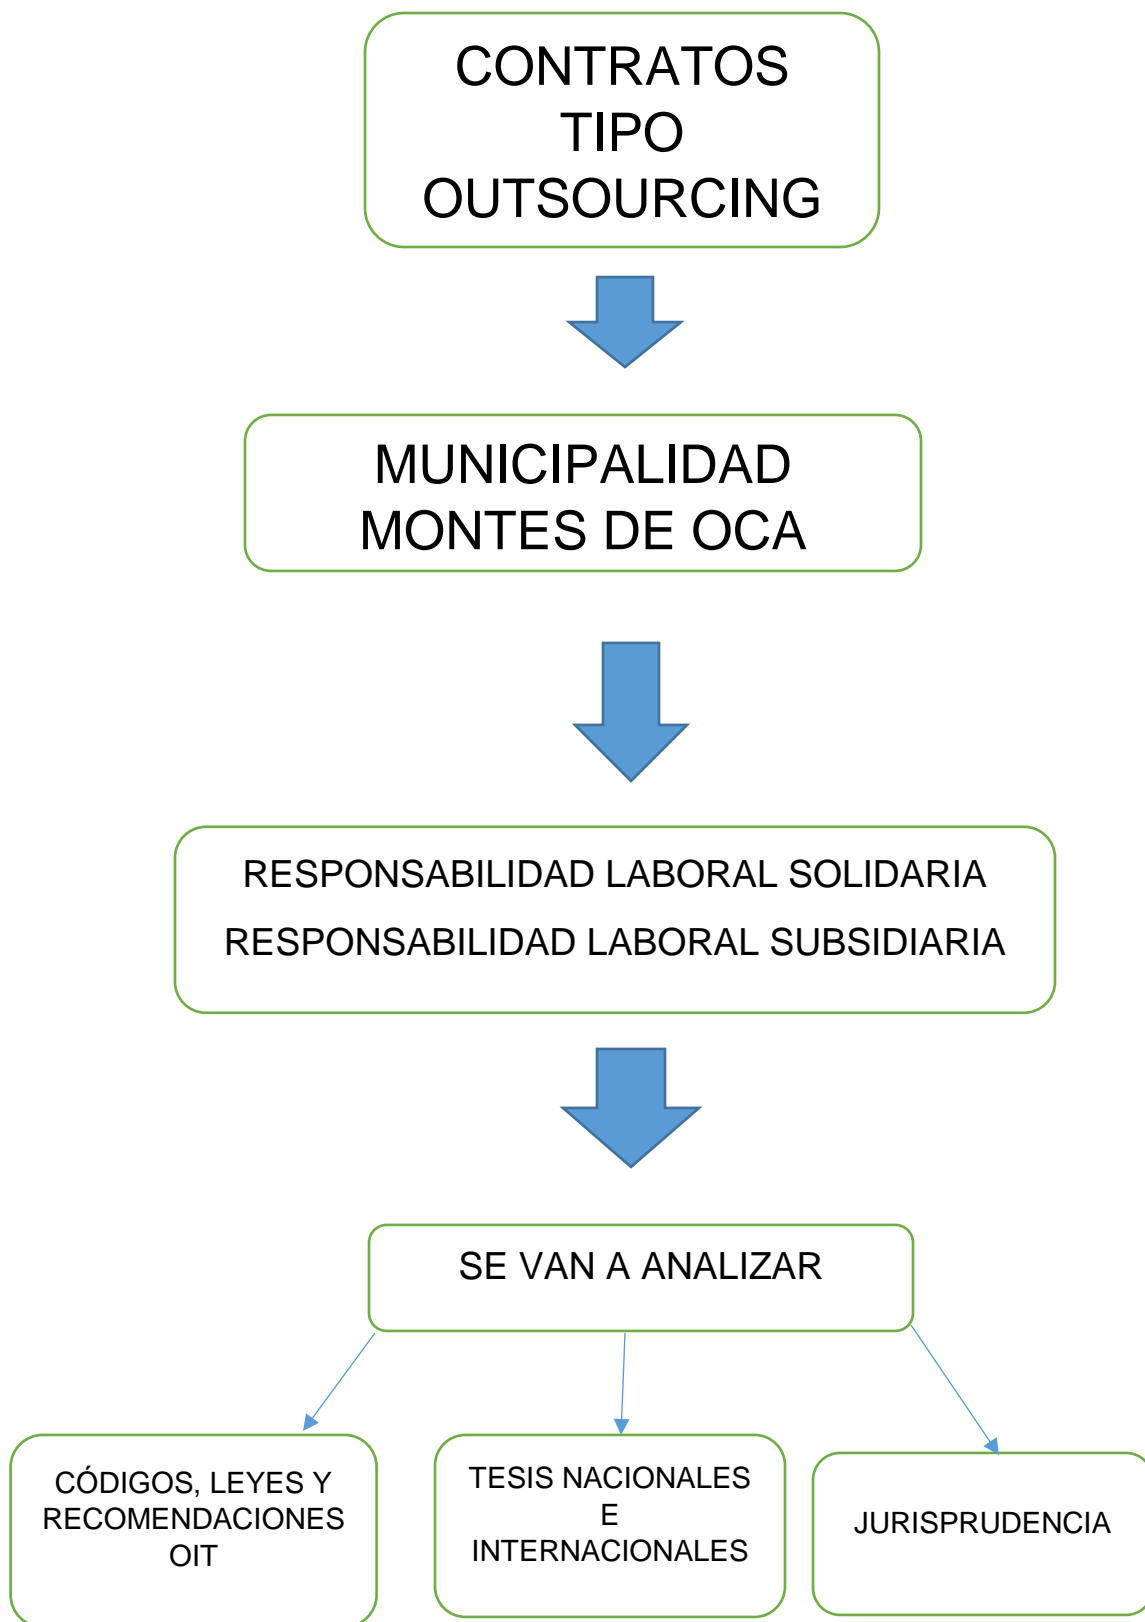 CONTRATOS
TIPO
OUTSOURCING
MUNICIPALIDAD
MONTES DE OCA
RESPONSABILIDAD LABORAL SOLIDARIA
RESPONSABILIDAD LABORAL SUBSIDIARIA
SE VAN A ANALIZAR
CÓDIGOS, LEYES Y
RECOMENDACIONES
OIT
TESIS NACIONALES
E
INTERNACIONALES
JURISPRUDENCIA